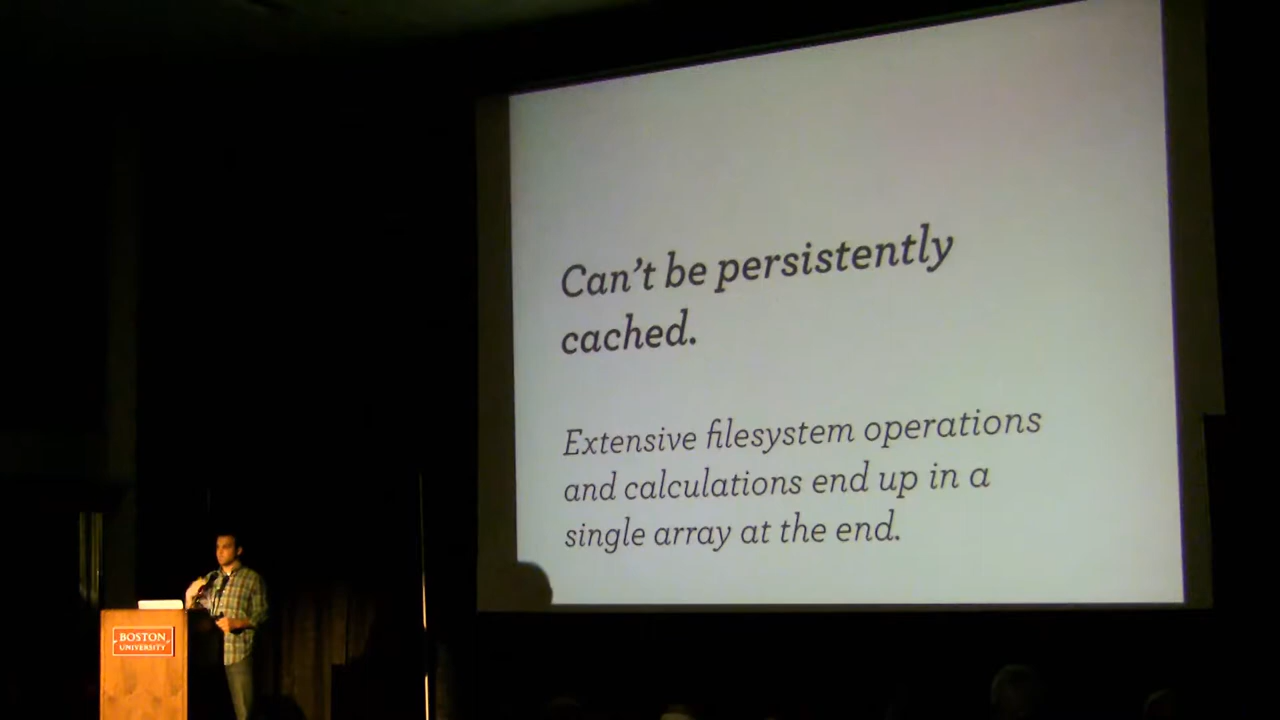 Can't be persistently
cached.
Extensive filesystem operations
and calculations end up in a
single array at the end.
BOSTON
UNIVERSITY